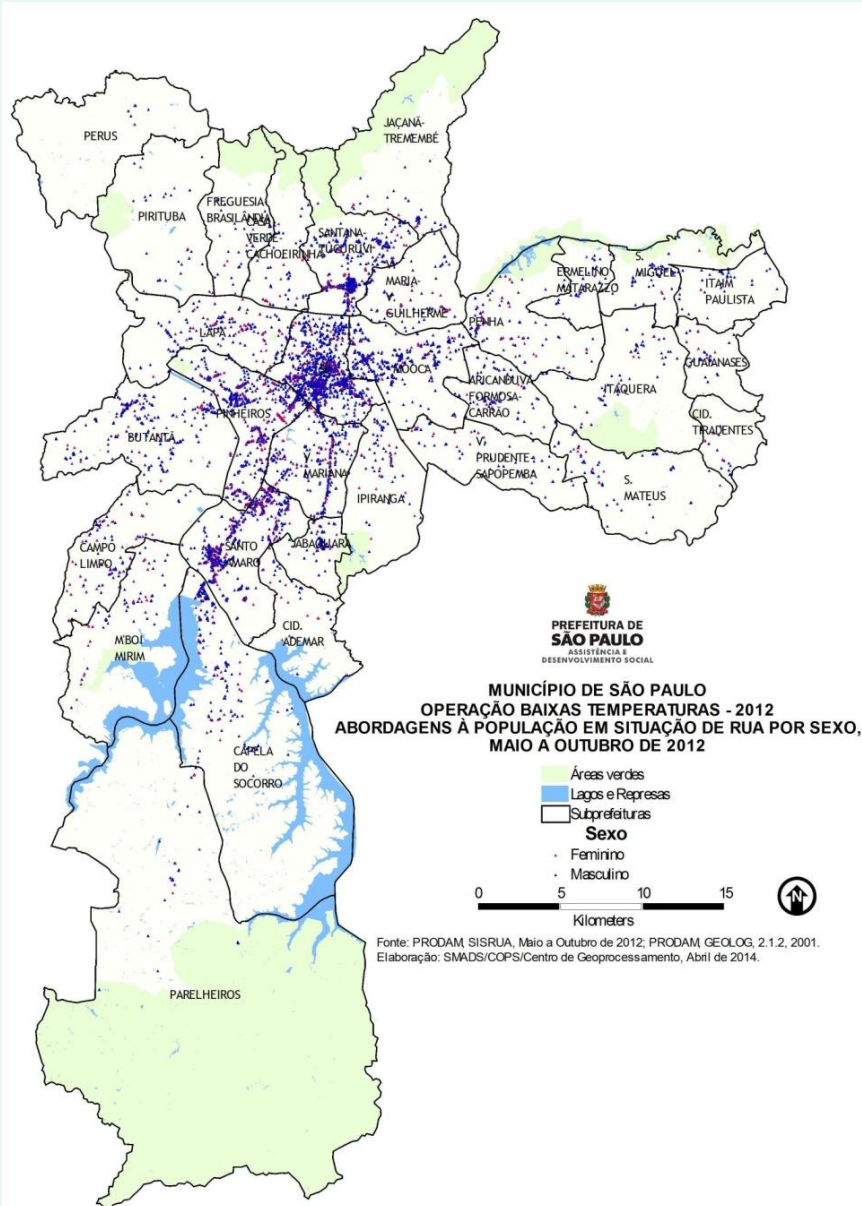 PERUS
JAÇANÃ-
TREMEMBÉ
PIRITUBA
FREGUESIA-
BRASILÂNDIA
CASA
VERDE-
CACHOEIRINHA
SANTANA-
TUCURUVI
MARIA-
V.
GUILHERME
ERMELINO
MATARAZZO
S.
MIGUEL
ITAIM
PAULISTA
PENHA
LAPA
MOOCA
ARICANDUVA-
FORMOSA-
CARRÃO
ITAQUERA
GUAIANASES
CID.
TIRADENTES
PINHEIROS
BUTANTÃ
V.
MARIANA
IPIRANGA
V.
PRUDENTE-
SAPOPEMBA
S.
MATEUS
CAMPO
LIMPO
SANTO
AMARO
JABAQUARA
M'BOI
MIRIM
CID.
ADEMAR
CAPELA
DO
SOCORRO
PARELHEIROS
PREFEITURA DE
SÃO PAULO
ASSISTÊNCIA E
DESENVOLVIMENTO SOCIAL
MUNICÍPIO DE SÃO PAULO
OPERAÇÃO BAIXAS TEMPERATURAS - 2012
ABORDAGENS À POPULAÇÃO EM SITUAÇÃO DE RUA POR SEXO,
MAIO A OUTUBRO DE 2012
Áreas verdes
Lagos e Represas
Subprefeituras
Sexo
Feminino
Masculino
0 5 10 15
Kilometers
N
Fonte: PRODAM, SISRUA, Maio a Outubro de 2012; PRODAM, GEOLOG, 2.1.2, 2001.
Elaboração: SMADS/COPS/Centro de Geoprocessamento, Abril de 2014.